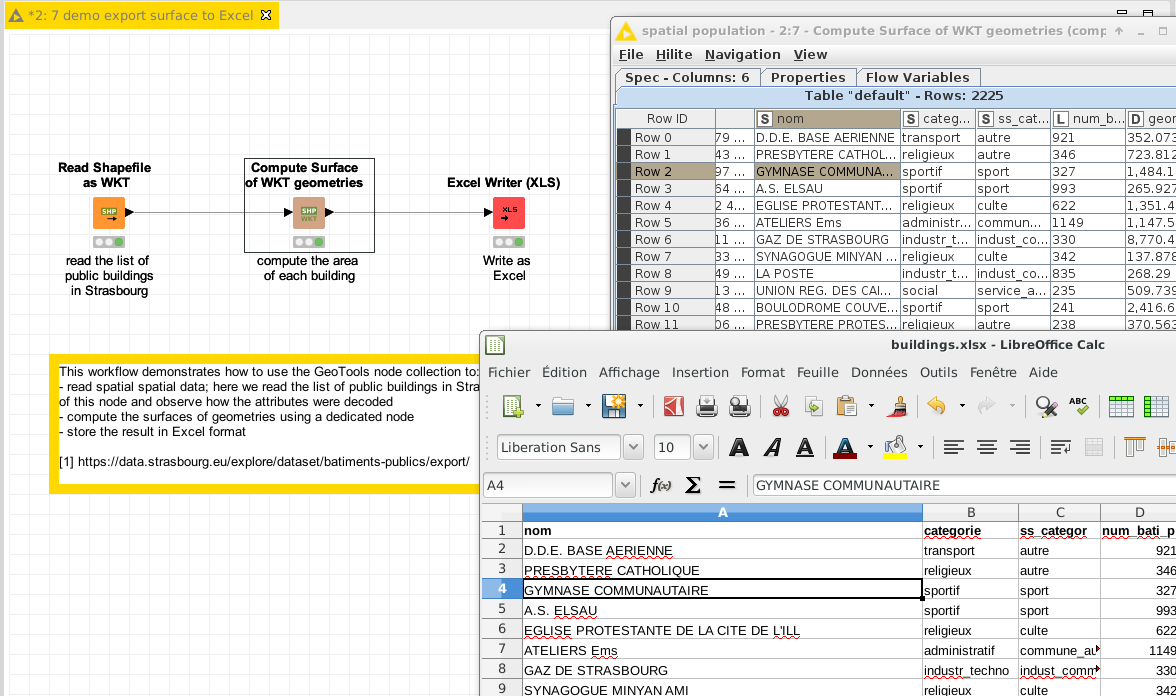 *2: 7 demo export surface to Excel
Read Shapefile
as WKT
SHP
read the list of
public buildings
in Strasbourg
Compute Surface
of WKT geometries
SHP
WKT
compute the area
of each building
Excel Writer (XLS)
XLS
Write as
Excel
This workflow demonstrates how to use the GeoTools node collection to:
- read spatial spatial data; here we read the list of public buildings in Stra
of this node and observe how the attributes were decoded
- compute the surfaces of geometries using a dedicated node
- store the result in Excel format
[1] https://data.strasbourg.eu/explore/dataset/batiments-publics/export/
spatial population - 2:7 - Compute Surface of WKT geometries (comp
File Hilite Navigation View
Spec - Columns: 6 Properties Flow Variables
Table "default" - Rows: 2225
Row ID S nom S categ... S ss_cat... L num_b... D geor
Row 0 79 ... D.D.E. BASE AERIENNE transport autre 921 352.073
Row 1 43 ... PRESBYTERE CATHOL... religieux autre 346 723.812
Row 2 97 ... GYMNASE COMMUNA... sportif sport 327 1,484.1
Row 3 64 ... A.S. ELSAU sportif sport 993 265.927
Row 4 2 4... EGLISE PROTESTANT... religieux culte 622 1,351.4
Row 5 36 ... ATELIERS Ems administr... commun... 1149 1,147.5
Row 6 11 ... GAZ DE STRASBOURG industr_t... indust_co... 330 8,770.4
Row 7 33 ... SYNAGOGUE MINYAN ... religieux culte 342 137.878
Row 8 49 ... LA POSTE industr_t... indust_co... 835 268.29
Row 9 13 ... UNION REG. DES CAI... social service_a... 235 509.739
Row 10 48 ... BOULODROME COUVE... sportif sport 241 2,416.6
Row 11 06 ... PRESBYTERE PROTES... religieux autre 238 370.563
buildings.xlsx - LibreOffice Calc
Fichier Édition Affichage Insertion Format Feuille Données Outils Fenêtre Aide
ABC
Liberation Sans 10 A A A A
A4 f(x) Σ = GYMNASE COMMUNAUTAIRE
A B C D
1 nom categorie ss_categor num_bati_p
2 D.D.E. BASE AERIENNE transport autre 921
3 PRESBYTERE CATHOLIQUE religieux autre 346
4 GYMNASE COMMUNAUTAIRE sportif sport 327
5 A.S. ELSAU sportif sport 993
6 EGLISE PROTESTANTE DE LA CITE DE L'ILL religieux culte 622
7 ATELIERS Ems administratif commune_au 1149
8 GAZ DE STRASBOURG industr_techno indust_comm 330
9 SYNAGOGUE MINYAN AMI religieux culte 342